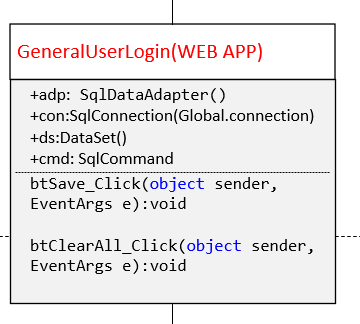 GeneralUserLogin(WEB APP)
+adp: SqlDataAdapter()
+con:SqlConnection(Global.connection)
+ds:DataSet()
+cmd: SqlCommand
btSave_Click(object sender,
EventArgs e):void
btClearAll_Click(object sender,
EventArgs e):void